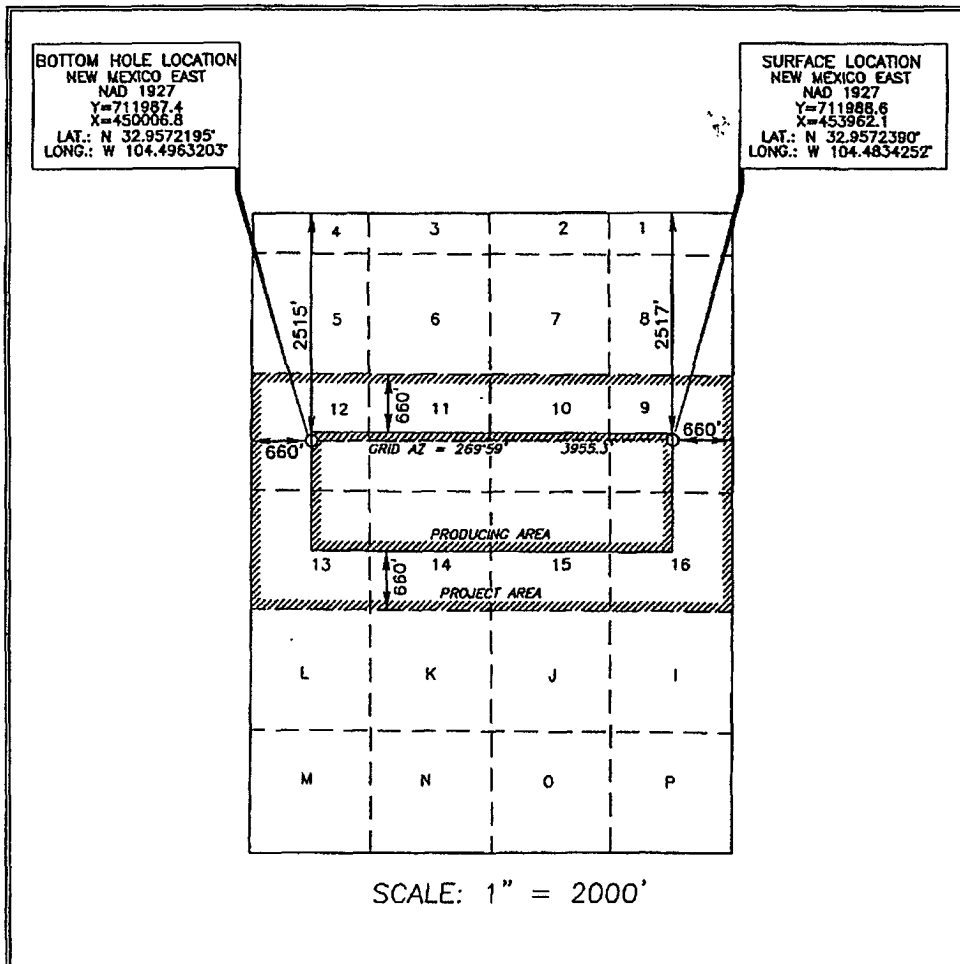 BOTTOM HOLE LOCATION
NEW MEXICO EAST
NAD 1927
Y=711987.4
X=450006.8
LAT.: N 32.9572195°
LONG.: W 104.4963203°
SURFACE LOCATION
NEW MEXICO EAST
NAD 1927
Y=711988.6
X=453962.1
LAT.: N 32.9572390°
LONG.: W 104.4834252°
4 3 2 1
2515'
5 6 7 8
2517'
12 11 10 9
660'
660'
660'
GRID AZ = 269°59' 3955.3'
PRODUCING AREA
13 14 15 16
660'
PROJECT AREA
L K J I
M N O P
SCALE: 1" = 2000'